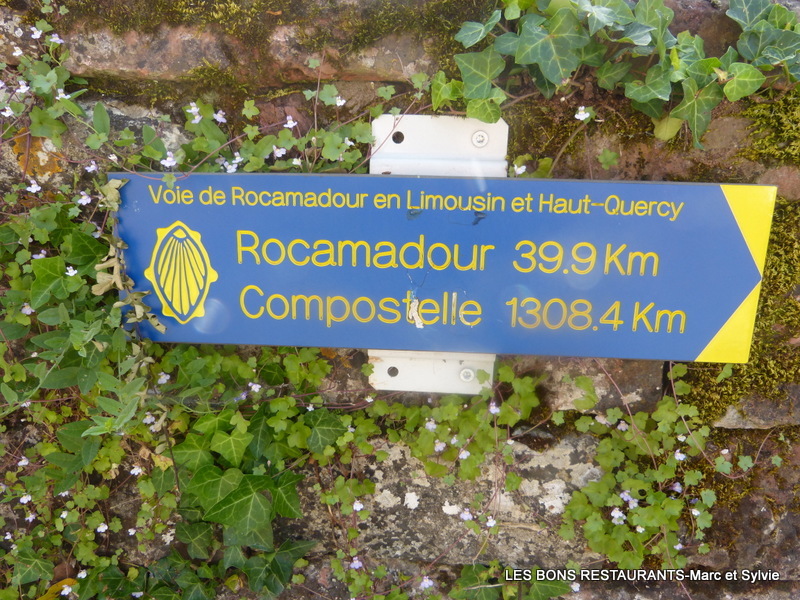 Voie de Rocamadour en Limousin et Haut-Quercy
Rocamadour 39.9 Km
Compostelle 1308.4 Km
LES BONS RESTAURANTS-Marc et Sylvie